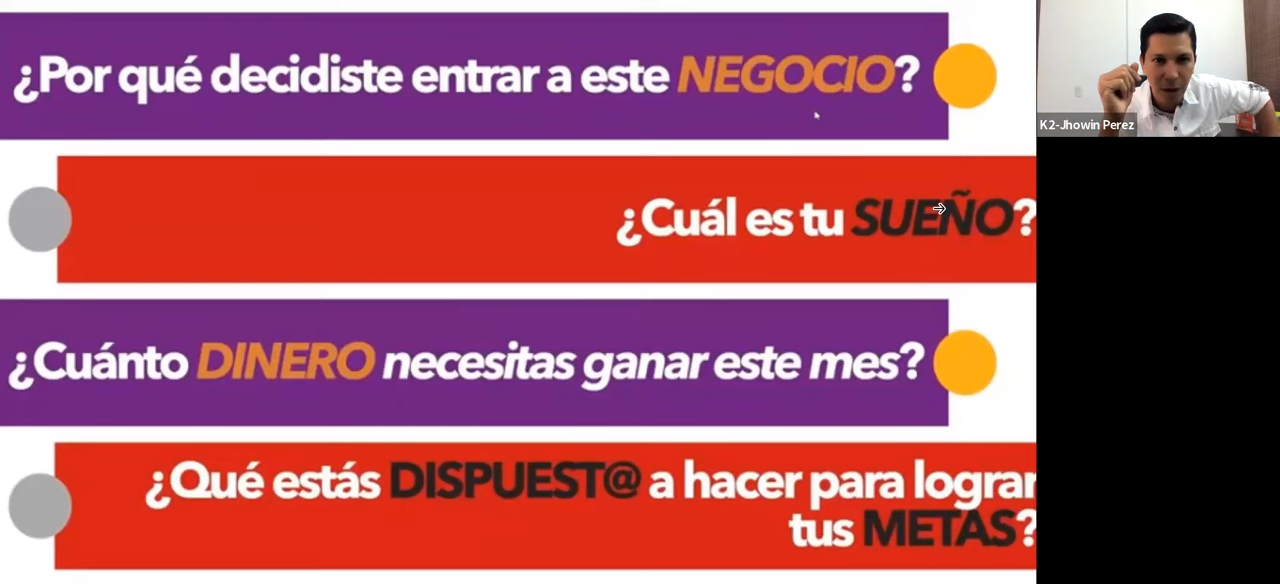 ¿Por qué decidiste entrar a este NEGOCIO?
K2-Jhowin Perez
¿Cuál es tu SUEÑO?
¿Cuánto DINERO necesitas ganar este mes?
¿Qué estás DISPUEST@ a hacer para lograr
tus METAS?